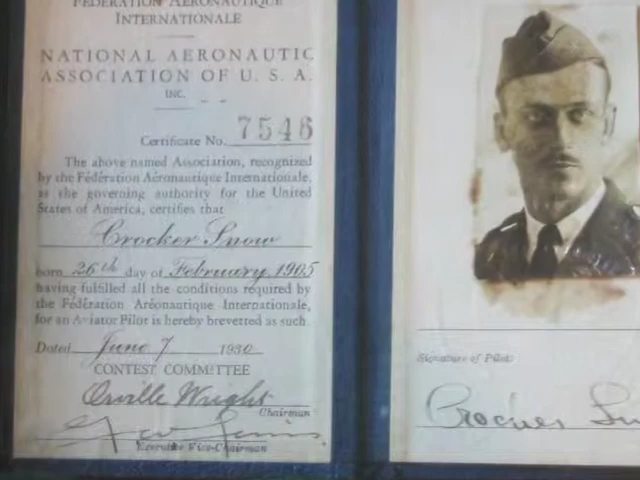 FÉDÉRATION AÉRONAUTIQUE
INTERNATIONALE
NATIONAL AERONAUTIC
ASSOCIATION OF U. S. A.
INC.
Certificate No. 7546
The above named Association, recognized
by the Fédération Aéronautique Internationale,
as the governing authority for the United
States of America, certifies that
Crocker Snow
born 26th day of February, 1905
having fulfilled all the conditions required by
the Fédération Aréonautique Internationale,
for an Aviator Pilot is hereby brevetted as such.
Dated June 7 1930
CONTEST COMMITTEE
Orville Wright
Chairman
Executive Vice-Chairman
Signature of Pilot:
Crocker